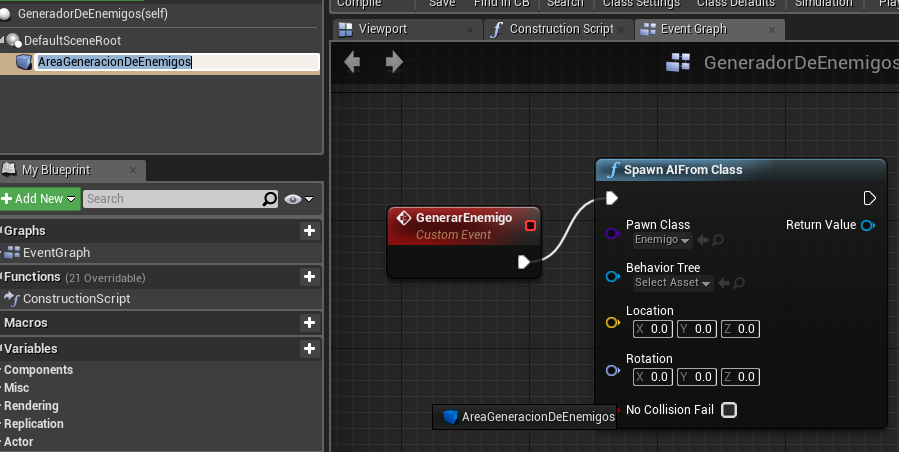 GeneradorDeEnemigos(self)
DefaultSceneRoot
AreaGeneracionDeEnemigos
My Blueprint
Add New
Search
Graphs
EventGraph
Functions (21 Overridable)
ConstructionScript
Macros
Variables
Components
Misc
Rendering
Replication
Actor
Compile
Save
Find in CB
Search
Class Settings
Class Defaults
Simulation
Play
Viewport
Construction Script
Event Graph
GeneradorDeEnemigos
GenerarEnemigo
Custom Event
Spawn AIFrom Class
Pawn Class
Return Value
Enemigo
Behavior Tree
Select Asset
Location
X 0.0 Y 0.0 Z 0.0
Rotation
X 0.0 Y 0.0 Z 0.0
No Collision Fail
AreaGeneracionDeEnemigos